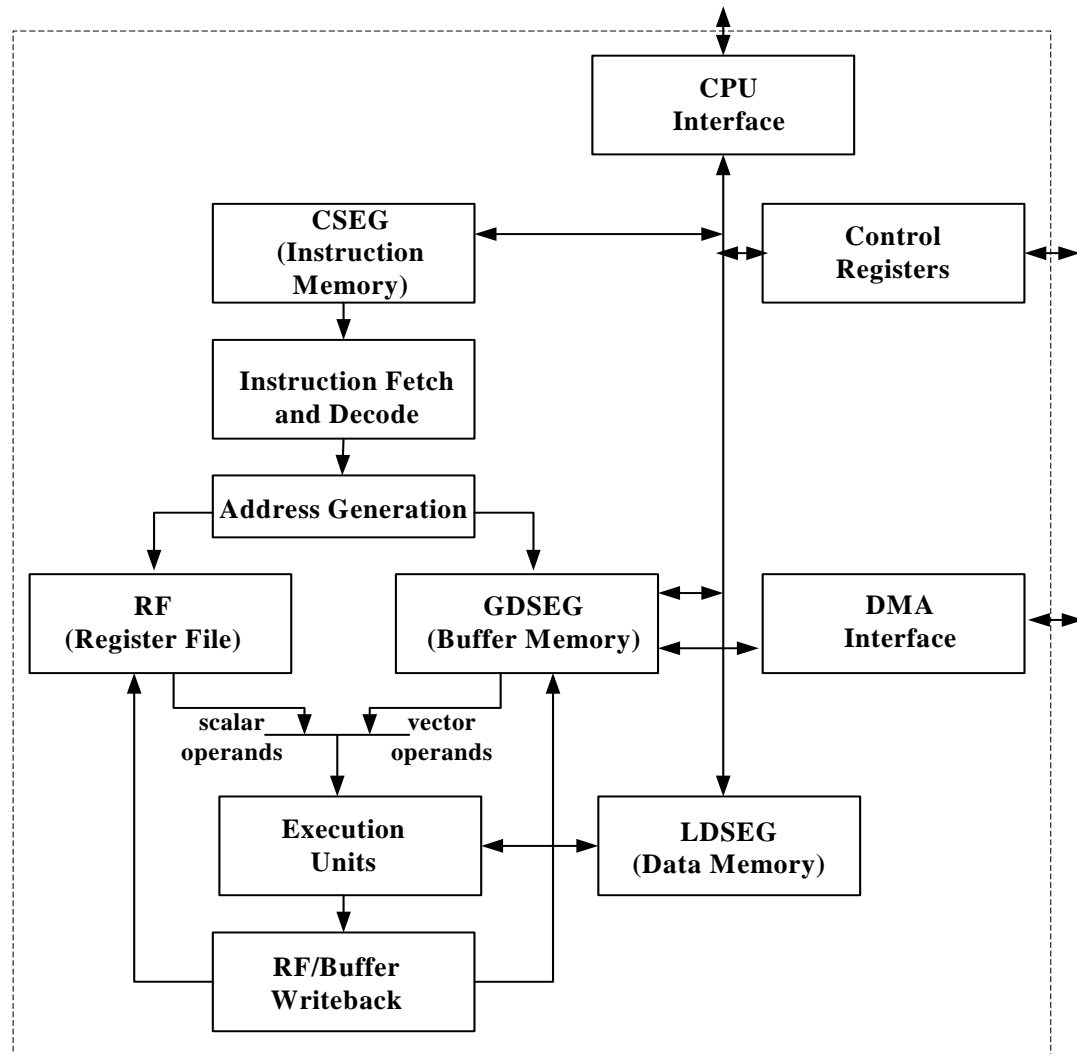 CPU
Interface
CSEG
(Instruction
Memory)
Control
Registers
Instruction Fetch
and Decode
Address Generation
RF
(Register File)
GDSEG
(Buffer Memory)
DMA
Interface
scalar
operands
vector
operands
Execution
Units
LDSEG
(Data Memory)
RF/Buffer
Writeback